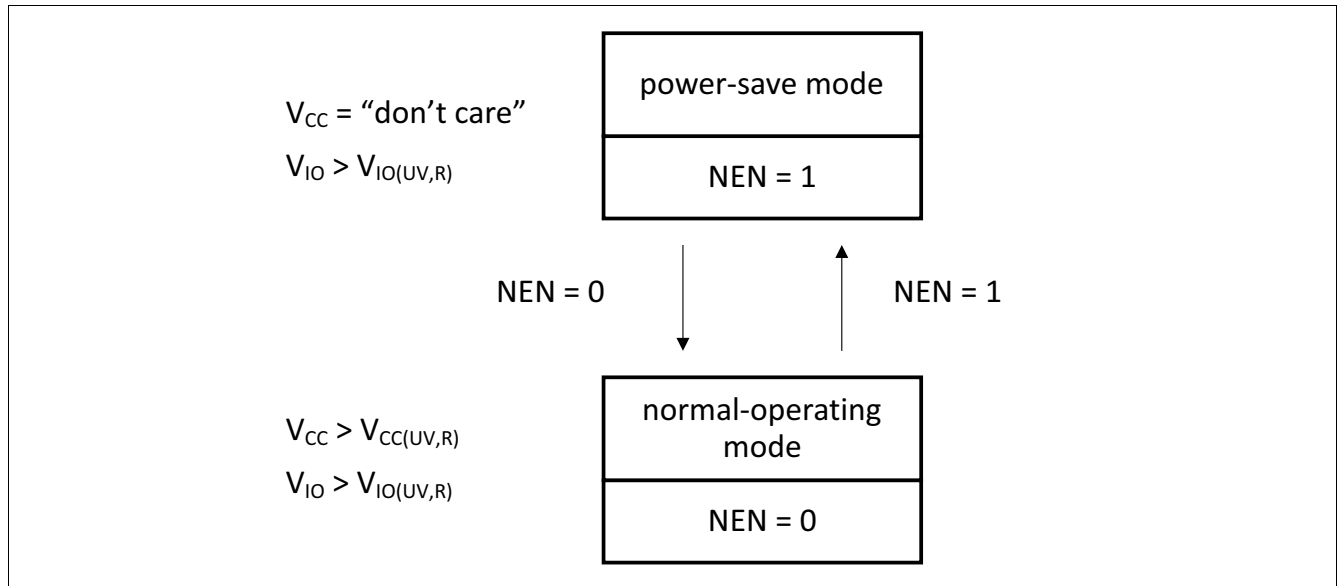 power-save mode
V_CC = “don’t care”
V_IO > V_IO(UV,R)
NEN = 1
NEN = 0
NEN = 1
normal-operating
mode
V_CC > V_CC(UV,R)
V_IO > V_IO(UV,R)
NEN = 0